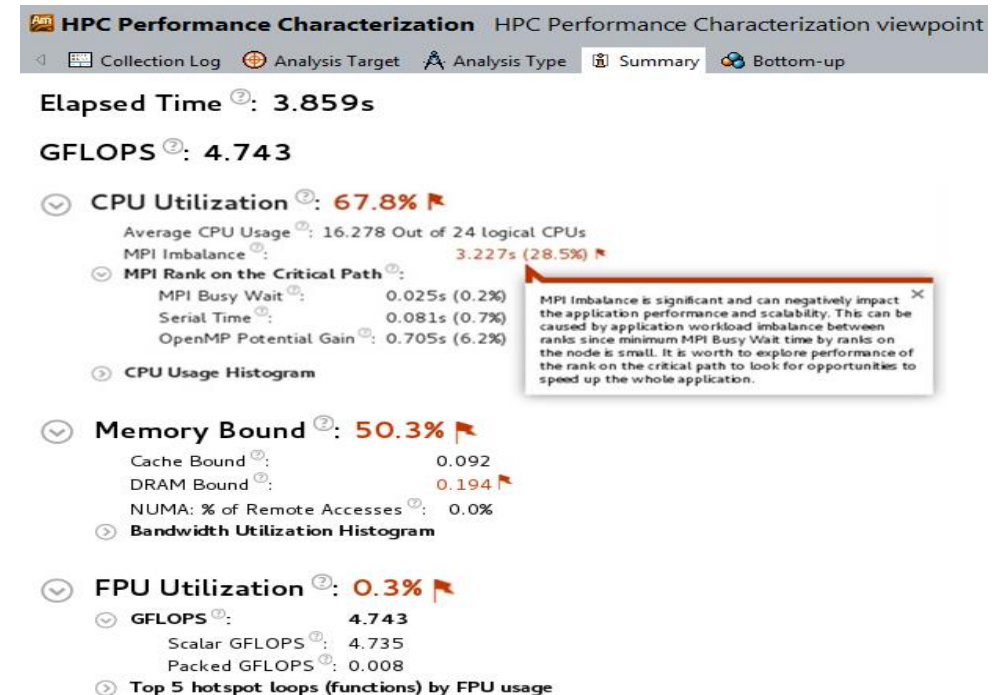 HPC Performance Characterization HPC Performance Characterization viewpoint
Collection Log Analysis Target Analysis Type Summary Bottom-up
Elapsed Time ?: 3.859s
GFLOPS ?: 4.743
CPU Utilization ?: 67.8%
Average CPU Usage ?: 16.278 Out of 24 logical CPUs
MPI Imbalance ?: 3.227s (28.5%)
MPI Rank on the Critical Path ?:
MPI Busy Wait ?: 0.025s (0.2%)
Serial Time ?: 0.081s (0.7%)
OpenMP Potential Gain ?: 0.705s (6.2%)
MPI Imbalance is significant and can negatively impact
the application performance and scalability. This can be
caused by application workload imbalance between
ranks since minimum MPI Busy Wait time by ranks on
the node is small. It is worth to explore performance of
the rank on the critical path to look for opportunities to
speed up the whole application.
CPU Usage Histogram
Memory Bound ?: 50.3%
Cache Bound ?: 0.092
DRAM Bound ?: 0.194
NUMA: % of Remote Accesses ?: 0.0%
Bandwidth Utilization Histogram
FPU Utilization ?: 0.3%
GFLOPS ?: 4.743
Scalar GFLOPS ?: 4.735
Packed GFLOPS ?: 0.008
Top 5 hotspot loops (functions) by FPU usage